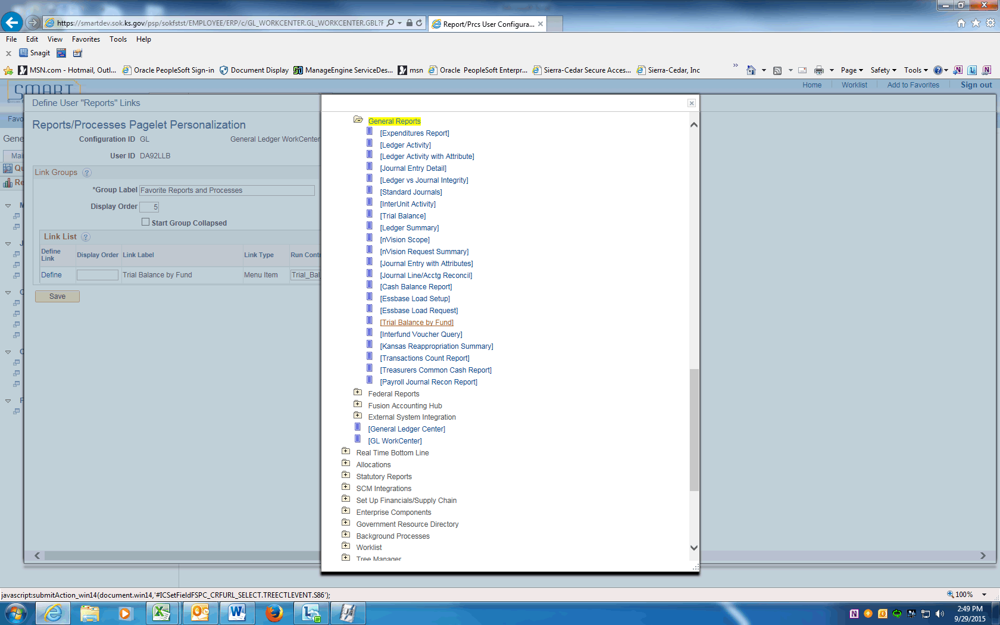 https://smartdev.sok.ks.gov/psp/sokfstst/EMPLOYEE/ERP/c/GL_WORKCENTER.GL_WORKCENTER.GBL?F
Report/Prcs User Configura...
File Edit View Favorites Tools Help
x Snagit
MSN.com - Hotmail, Outl... Oracle PeopleSoft Sign-in Document Display ManageEngine ServiceDes... msn Oracle PeopleSoft Enterpr... Sierra-Cedar Secure Acces... Sierra-Cedar, Inc » Page Safety Tools
SMART
Home Worklist Add to Favorites Sign out
Define User "Reports" Links
Favo
Reports/Processes Pagelet Personalization
Gene
Configuration ID GL General Ledger WorkCenter
Mai
User ID DA92LLB
Qu
Link Groups ?
Re
*Group Label Favorite Reports and Processes
Display Order 5
Start Group Collapsed
Link List ?
Define Link Display Order Link Label Link Type Run Contr
Define Trial Balance by Fund Menu Item Trial_Bal
Save
General Reports
[Expenditures Report]
[Ledger Activity]
[Ledger Activity with Attribute]
[Journal Entry Detail]
[Ledger vs Journal Integrity]
[Standard Journals]
[InterUnit Activity]
[Trial Balance]
[Ledger Summary]
[nVision Scope]
[nVision Request Summary]
[Journal Entry with Attributes]
[Journal Line/Acctg Reconcil]
[Cash Balance Report]
[Essbase Load Setup]
[Essbase Load Request]
[Trial Balance by Fund]
[Interfund Voucher Query]
[Kansas Reappropriation Summary]
[Transactions Count Report]
[Treasurers Common Cash Report]
[Payroll Journal Recon Report]
Federal Reports
Fusion Accounting Hub
External System Integration
[General Ledger Center]
[GL WorkCenter]
Real Time Bottom Line
Allocations
Statutory Reports
SCM Integrations
Set Up Financials/Supply Chain
Enterprise Components
Government Resource Directory
Background Processes
Worklist
Tree Manager
javascript:submitAction_win14(document.win14,'#ICSetFieldFSPC_CRFURL_SELECT.TREECTLEVENT.S86');
100%
2:49 PM
9/29/2015